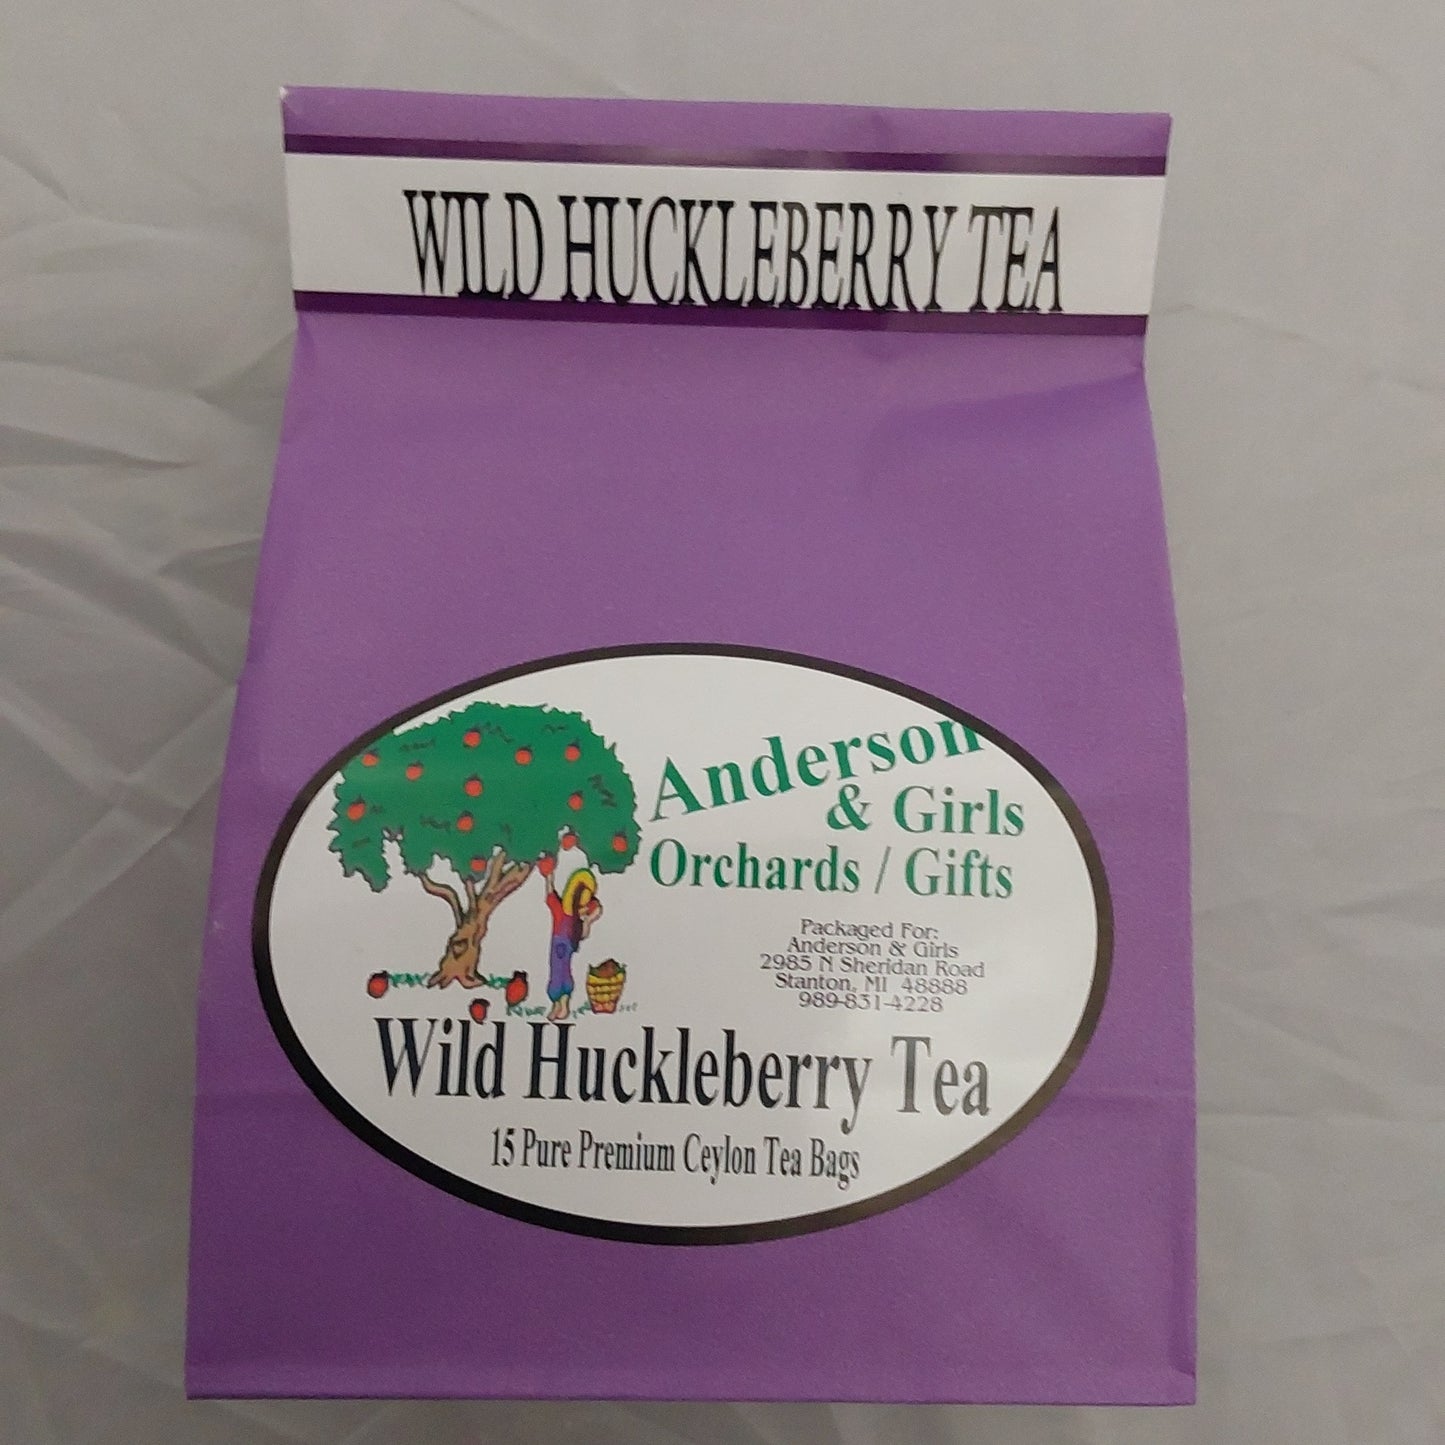 WILD HUCKLEBERRY TEA
Anderson
& Girls
Orchards / Gifts
Packaged For:
Anderson & Girls
2985 N Sheridan Road
Stanton, MI 48888
989-831-4228
Wild Huckleberry Tea
15 Pure Premium Ceylon Tea Bags